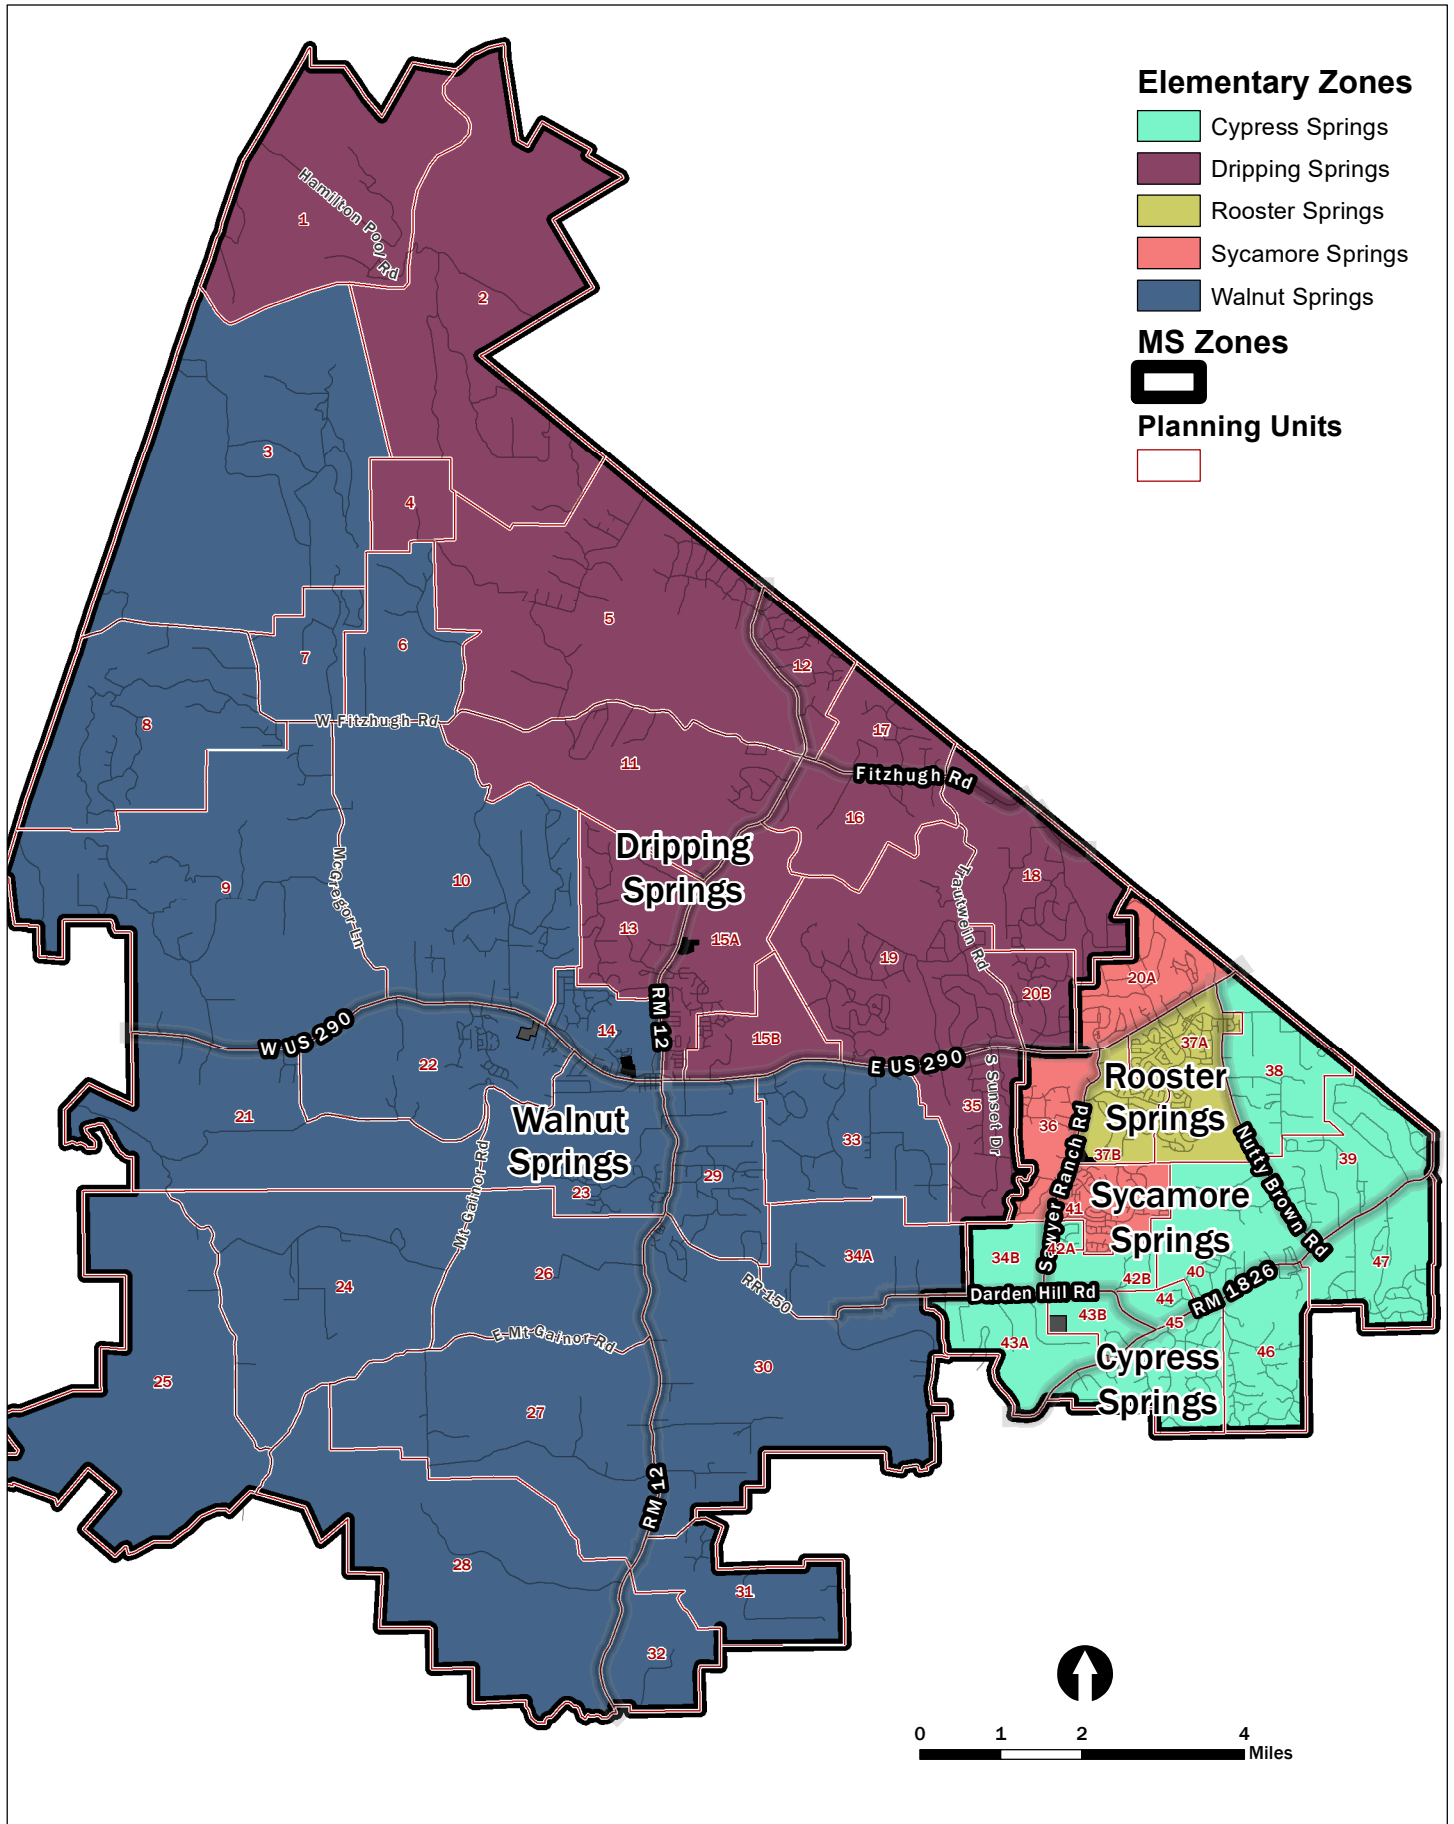 Elementary Zones
Cypress Springs
Dripping Springs
Rooster Springs
Sycamore Springs
Walnut Springs
MS Zones
Planning Units
Hamilton Pool Rd
1
2
3
4
5
6
7
12
8
W Fitzhugh Rd
17
11
Fitzhugh Rd
16
Dripping
Springs
McGregor Ln
9
10
Trautwein Rd
18
13
15A
19
20A
20B
RM 12
W US 290
14
15B
37A
E US 290
22
38
S Sunset Dr
Rooster
Springs
35
21
Walnut
Springs
33
36
Sawyer Ranch Rd
37B
Nutty Brown Rd
39
Mt Gainor Rd
29
23
Sycamore
Springs
41
34A
34B
42A
47
26
24
RR 150
42B
40
Darden Hill Rd
44
RM 1826
43B
45
E Mt Gainor Rd
43A
46
30
25
Cypress
Springs
27
RM 12
28
31
32
0 1 2 4
Miles